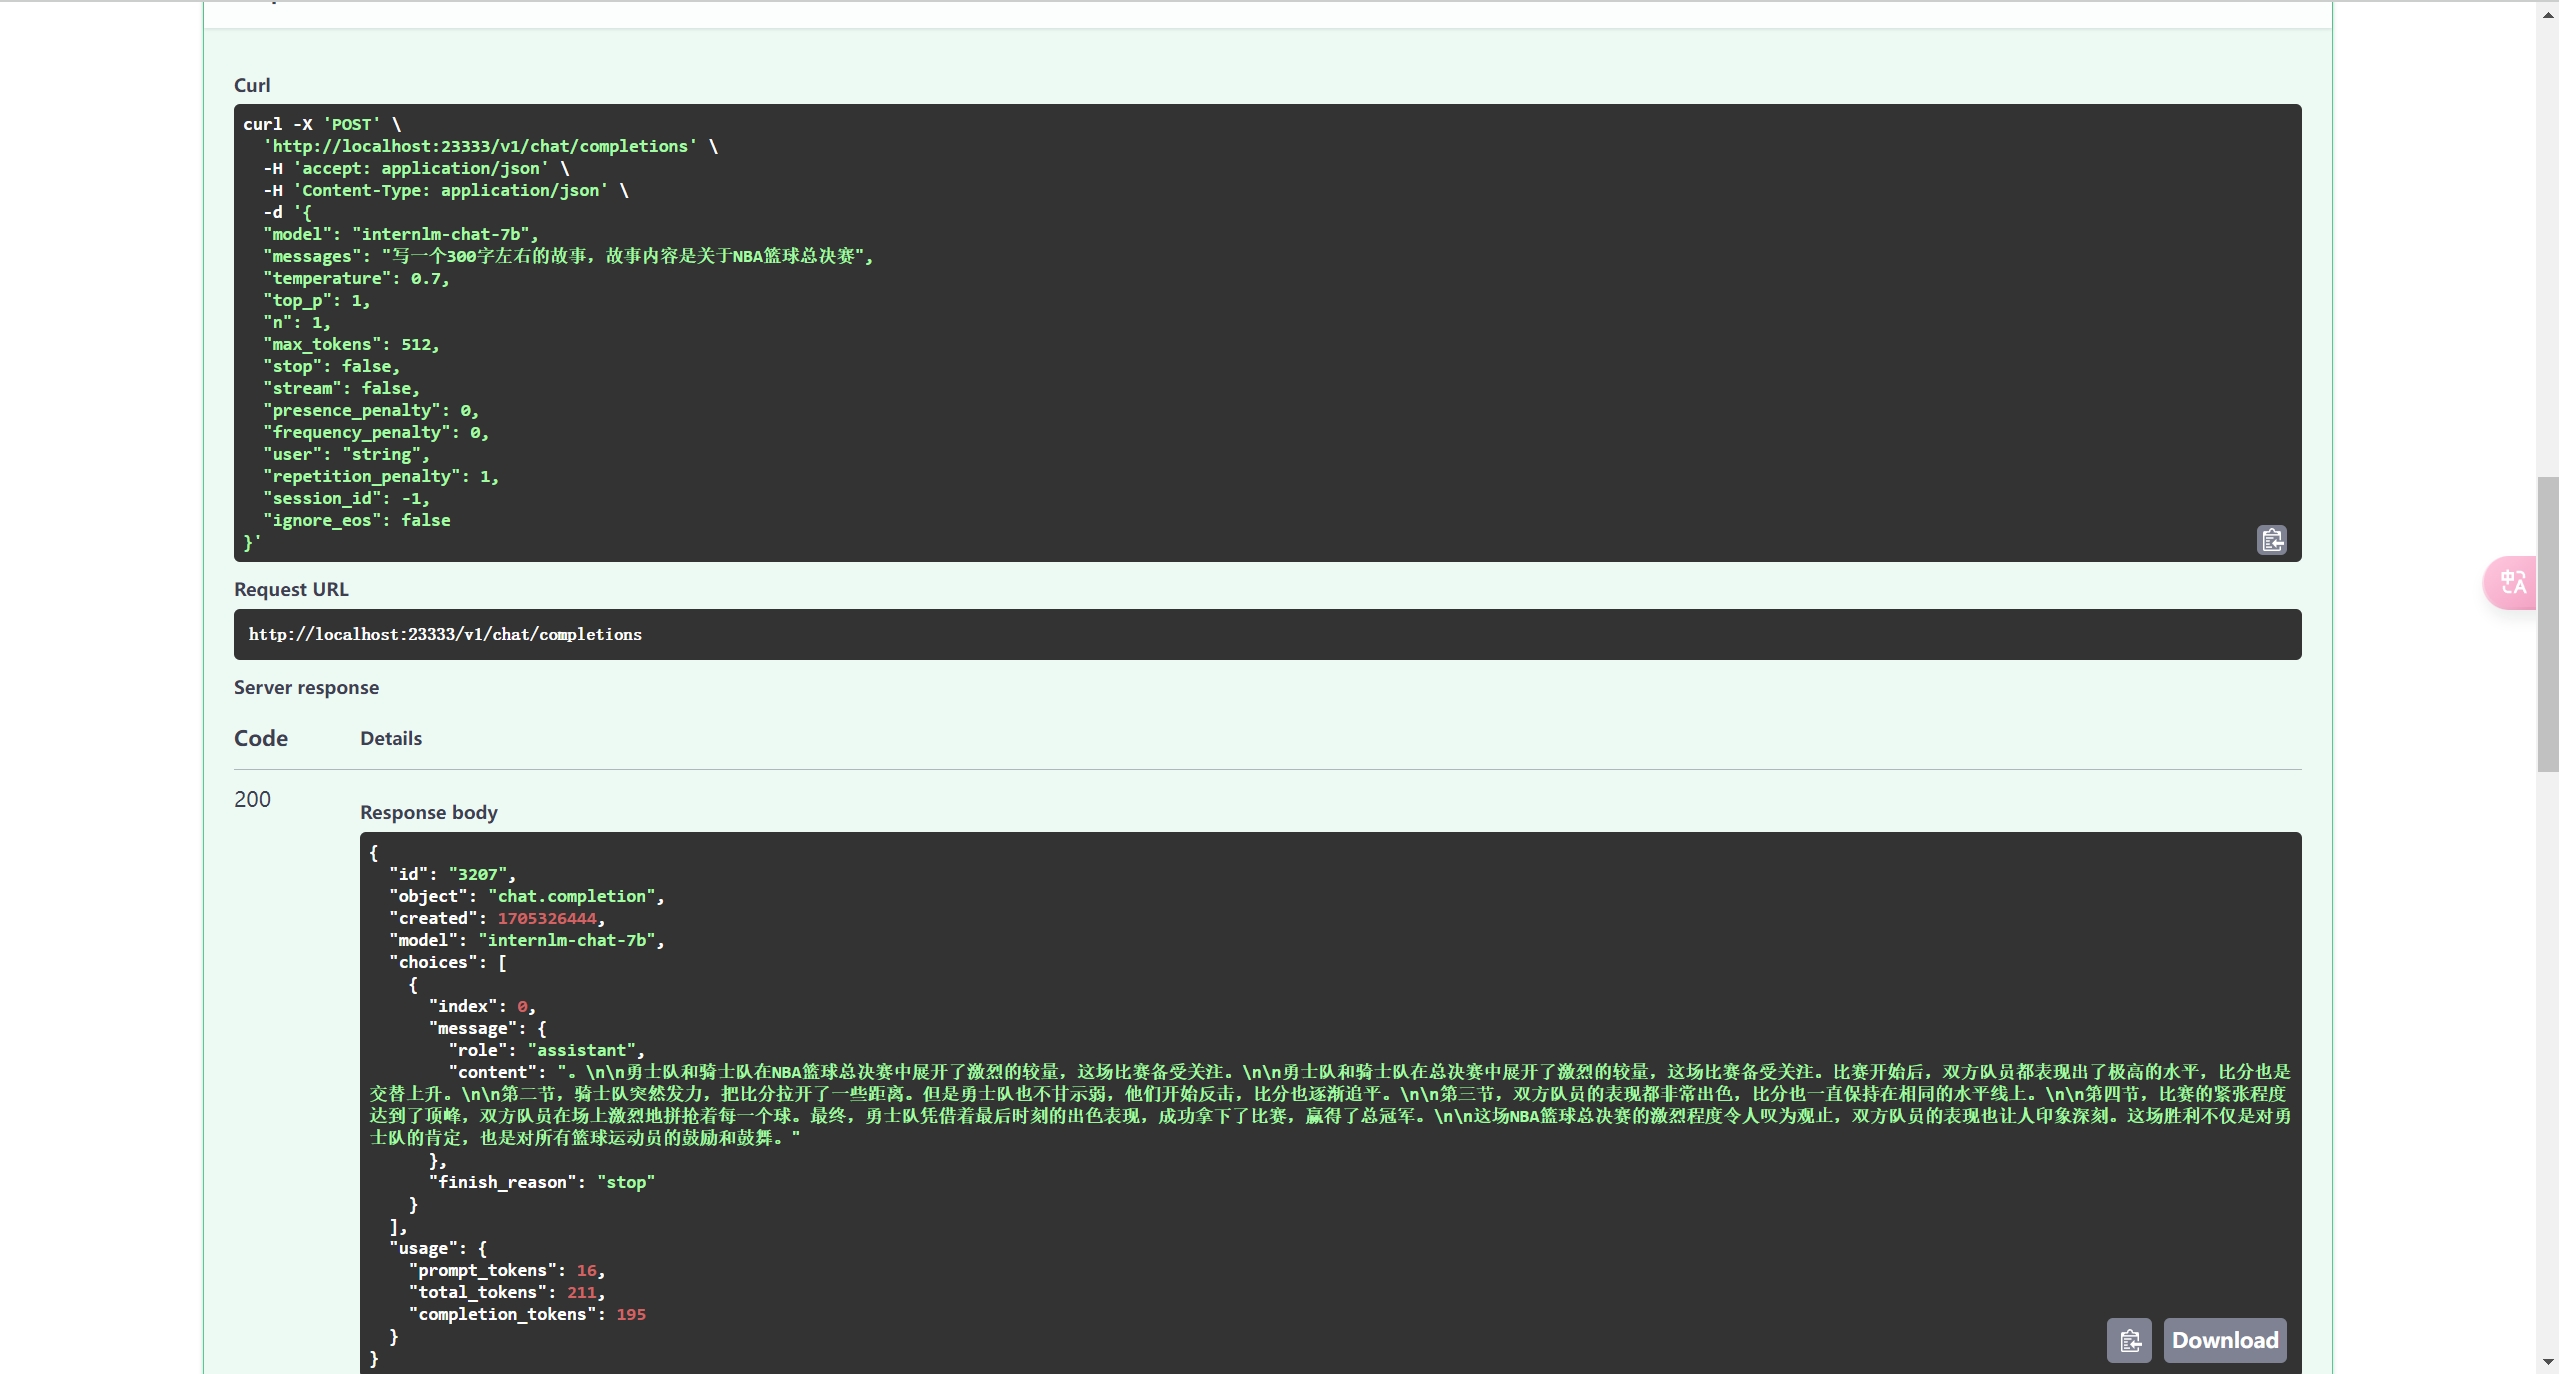 Curl
curl -X 'POST' \
'http://localhost:23333/v1/chat/completions' \
-H 'accept: application/json' \
-H 'Content-Type: application/json' \
-d '{
"model": "internlm-chat-7b",
"messages": "写一个300字左右的故事，故事内容是关于NBA篮球总决赛",
"temperature": 0.7,
"top_p": 1,
"n": 1,
"max_tokens": 512,
"stop": false,
"stream": false,
"presence_penalty": 0,
"frequency_penalty": 0,
"user": "string",
"repetition_penalty": 1,
"session_id": -1,
"ignore_eos": false
}'
Request URL
http://localhost:23333/v1/chat/completions
Server response
Code Details
200
Response body
{
"id": "3207",
"object": "chat.completion",
"created": 1705326444,
"model": "internlm-chat-7b",
"choices": [
{
"index": 0,
"message": {
"role": "assistant",
"content": "。\n\n勇士队和骑士队在NBA篮球总决赛中展开了激烈的较量，这场比赛备受关注。\n\n勇士队和骑士队在总决赛中展开了激烈的较量，这场比赛备受关注。比赛开始后，双方队员都表现出了极高的水平，比分也是
交替上升。\n\n第二节，骑士队突然发力，把比分拉开了一些距离。但是勇士队也不甘示弱，他们开始反击，比分也逐渐追平。\n\n第三节，双方队员的表现都非常出色，比分也一直保持在相同的水平线上。\n\n第四节，比赛的紧张程度
达到了顶峰，双方队员在场上激烈地拼抢着每一个球。最终，勇士队凭借着最后时刻的出色表现，成功拿下了比赛，赢得了总冠军。\n\n这场NBA篮球总决赛的激烈程度令人叹为观止，双方队员的表现也让人印象深刻。这场胜利不仅是对勇
士队的肯定，也是对所有篮球运动员的鼓励和鼓舞。"
},
"finish_reason": "stop"
}
],
"usage": {
"prompt_tokens": 16,
"total_tokens": 211,
"completion_tokens": 195
}
}
Download
中A